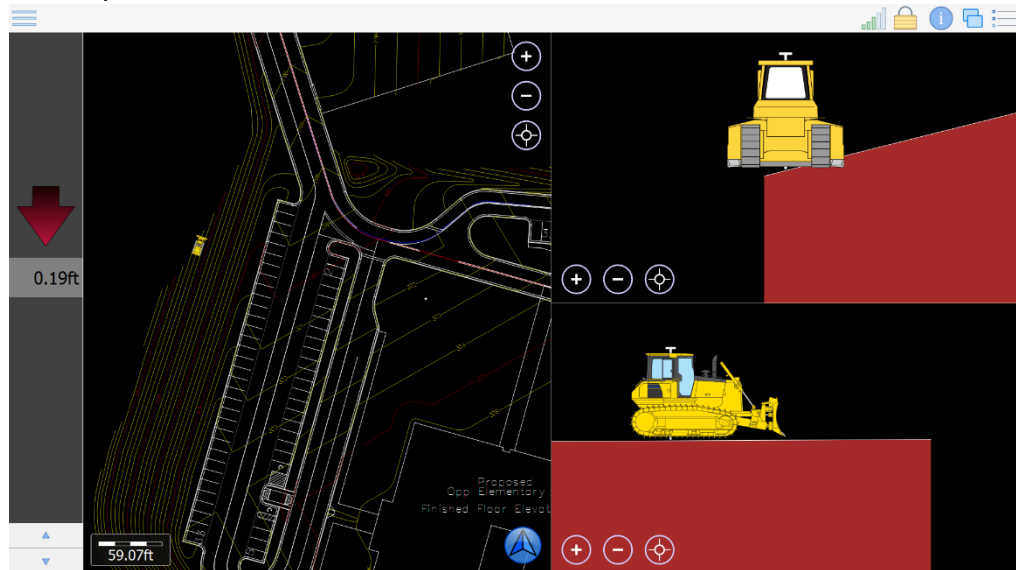 0.19ft
Proposed
Opp Elementary
Finished Floor Elevat
59.07ft